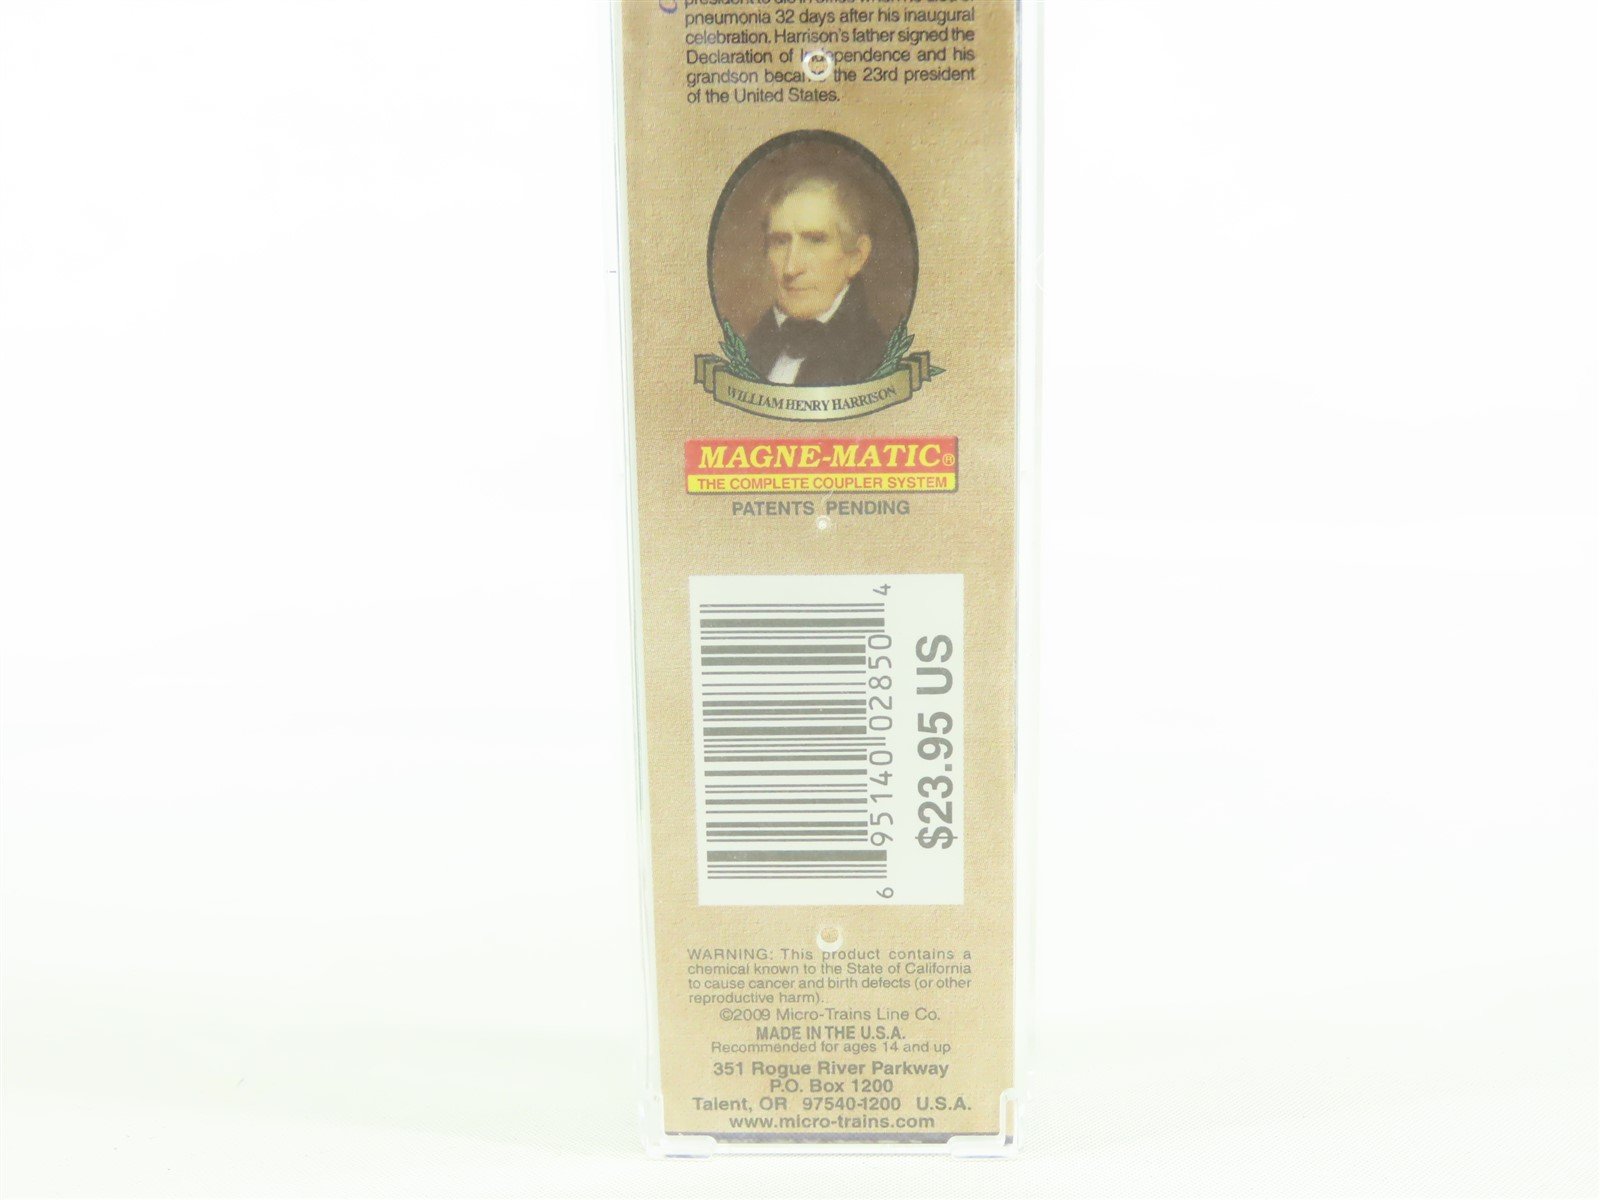 pneumonia 32 days after his inaugural
celebration. Harrison's father signed the
Declaration of Independence and his
grandson became the 23rd president
of the United States.
WILLIAM HENRY HARRISON
MAGNE-MATIC®
THE COMPLETE COUPLER SYSTEM
PATENTS PENDING
6 95140 02850 4
$23.95 US
WARNING: This product contains a
chemical known to the State of California
to cause cancer and birth defects (or other
reproductive harm).
©2009 Micro-Trains Line Co.
MADE IN THE U.S.A.
Recommended for ages 14 and up
351 Rogue River Parkway
P.O. Box 1200
Talent, OR 97540-1200 U.S.A.
www.micro-trains.com